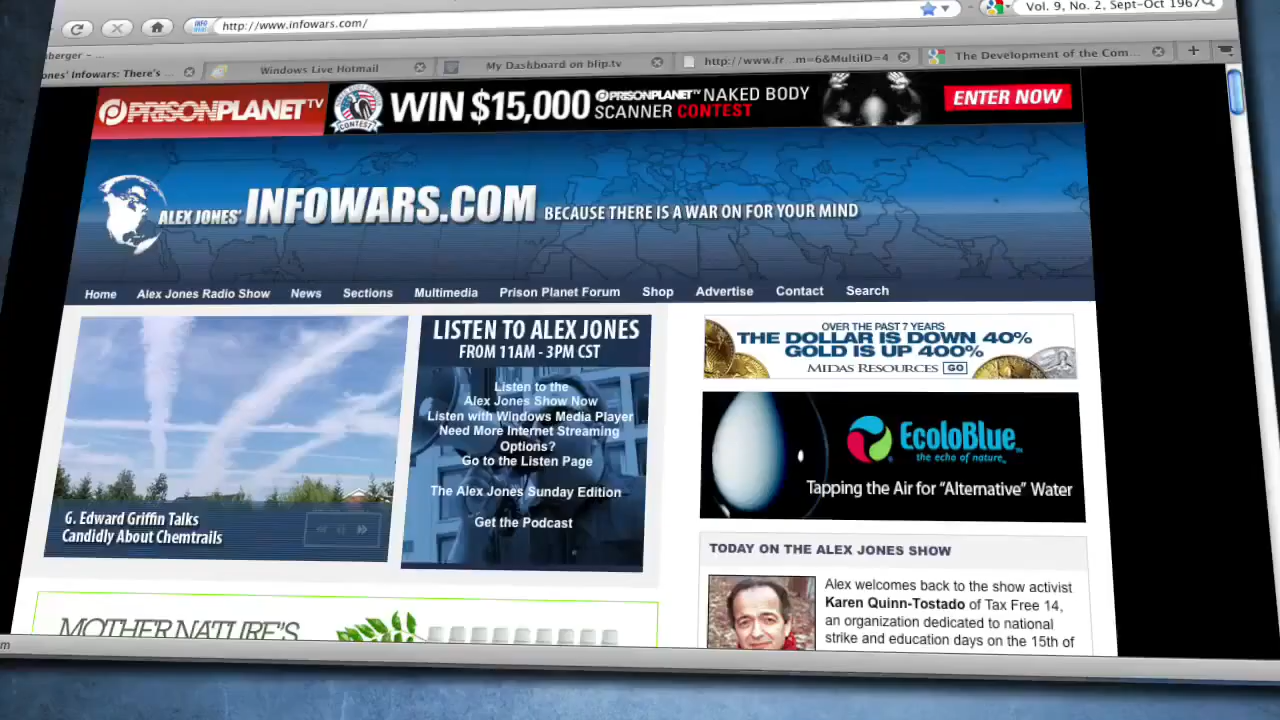 http://www.infowars.com/
Vol. 9, No. 2, Sept-Oct 1967
berger – ...
ones' Infowars: There's ...
Windows Live Hotmail
My Dashboard on blip.tv
http://www.fr...m=6&MultiID=4
The Development of the Com...
PRISONPLANET TV
CONTEST
WIN $15,000
PRISONPLANET TV NAKED BODY
SCANNER CONTEST
ENTER NOW
ALEX JONES' INFOWARS.COM BECAUSE THERE IS A WAR ON FOR YOUR MIND
Home Alex Jones Radio Show News Sections Multimedia Prison Planet Forum Shop Advertise Contact Search
G. Edward Griffin Talks
Candidly About Chemtrails
LISTEN TO ALEX JONES
FROM 11AM - 3PM CST
Listen to the
Alex Jones Show Now
Listen with Windows Media Player
Need More Internet Streaming
Options?
Go to the Listen Page
The Alex Jones Sunday Edition
Get the Podcast
OVER THE PAST 7 YEARS
THE DOLLAR IS DOWN 40%
GOLD IS UP 400%
MIDAS RESOURCES GO
EcoloBlue™
the echo of nature™
Tapping the Air for "Alternative" Water
TODAY ON THE ALEX JONES SHOW
Alex welcomes back to the show activist
Karen Quinn-Tostado of Tax Free 14,
an organization dedicated to national
strike and education days on the 15th of
MOTHER NATURE'S